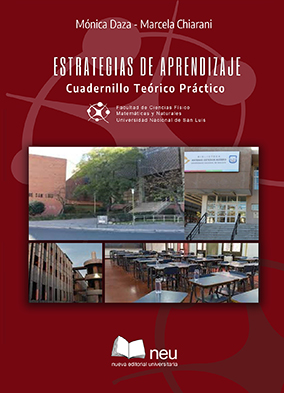 Mónica Daza - Marcela Chiarani
ESTRATEGIAS DE APRENDIZAJE
Cuadernillo Teórico Práctico
Facultad de Ciencias Físico
Matemáticas y Naturales
Universidad Nacional de San Luis
BIBLIOTECA
neu
nueva editorial universitaria